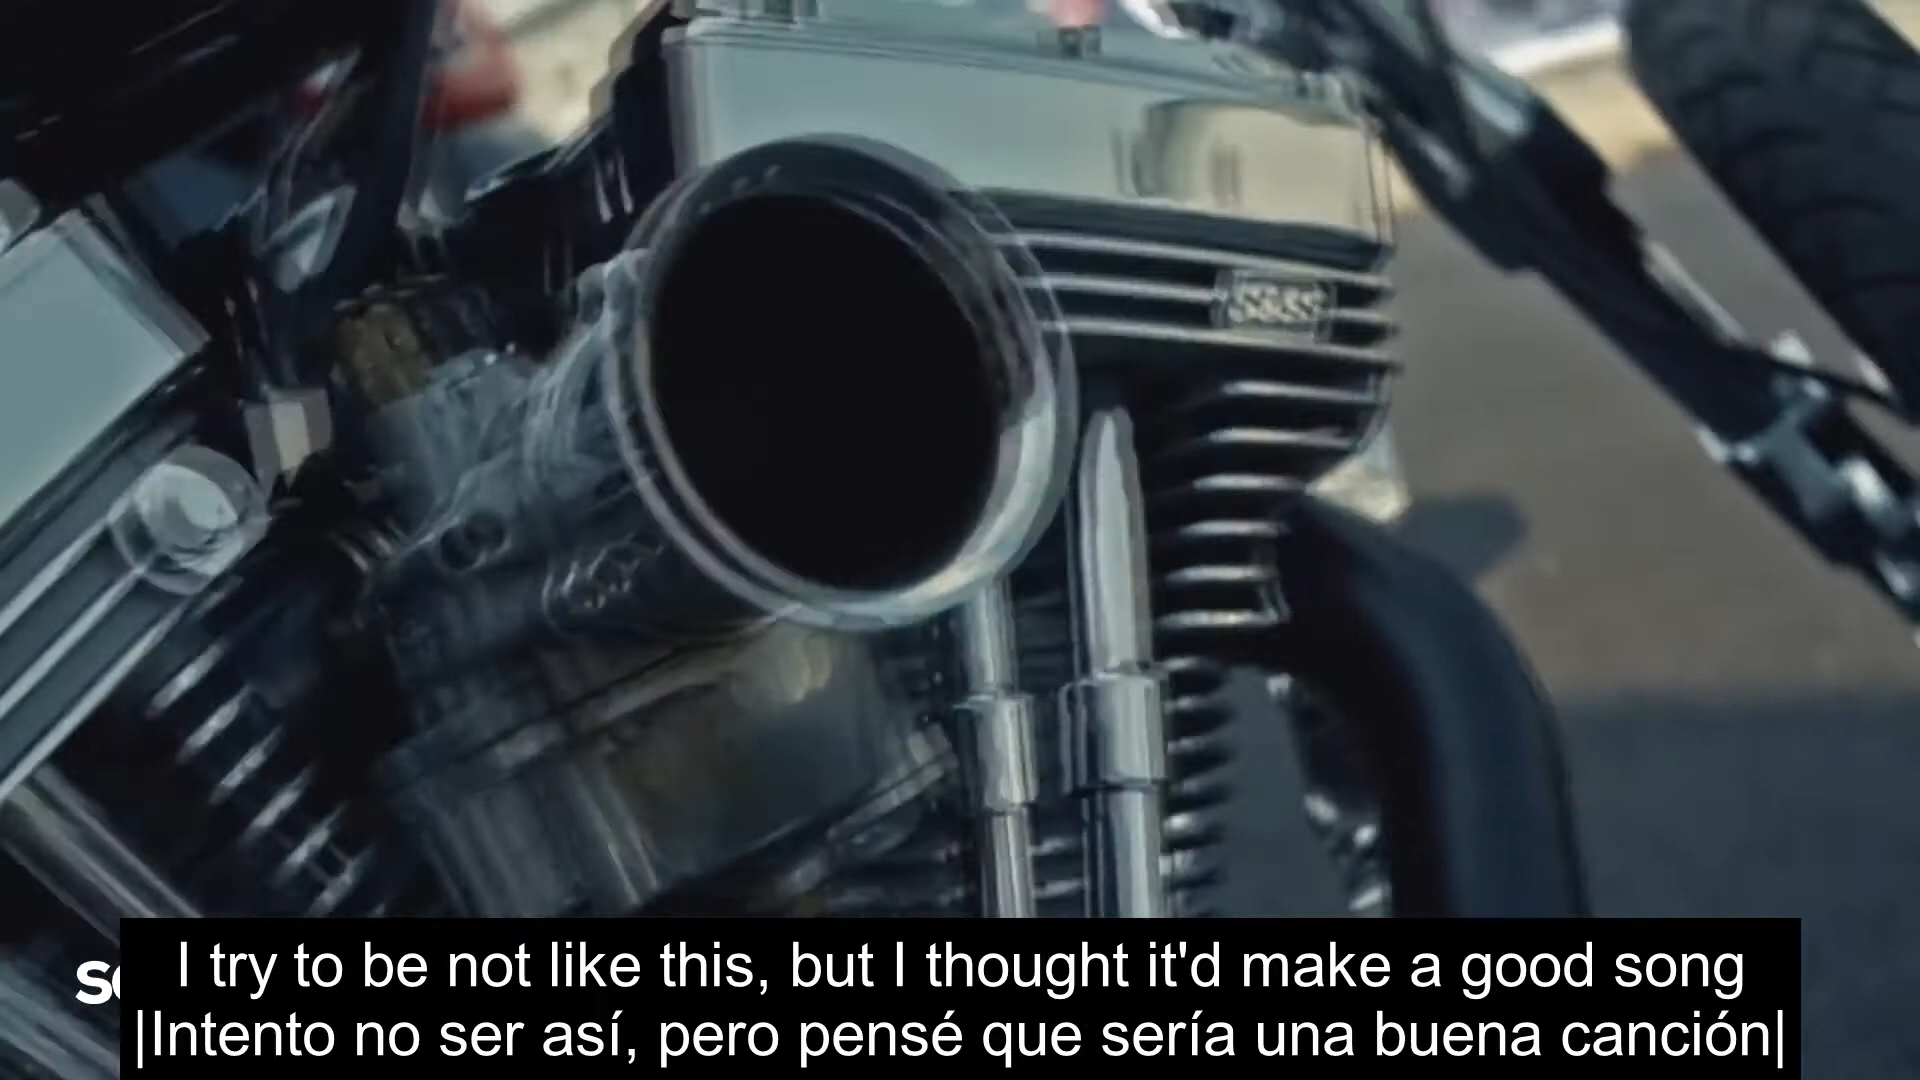 I try to be not like this, but I thought it'd make a good song
|Intento no ser así, pero pensé que sería una buena canción|